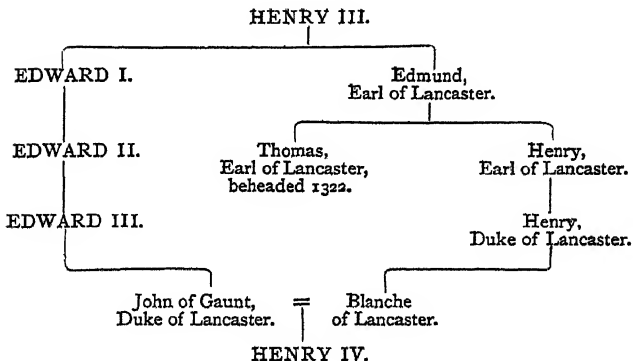 HENRY III.
EDWARD I.
Edmund,
Earl of Lancaster.
EDWARD II.
Thomas,
Earl of Lancaster,
beheaded 1322.
Henry,
Earl of Lancaster.
EDWARD III.
Henry,
Duke of Lancaster.
John of Gaunt,
Duke of Lancaster.
=
Blanche
of Lancaster.
HENRY IV.